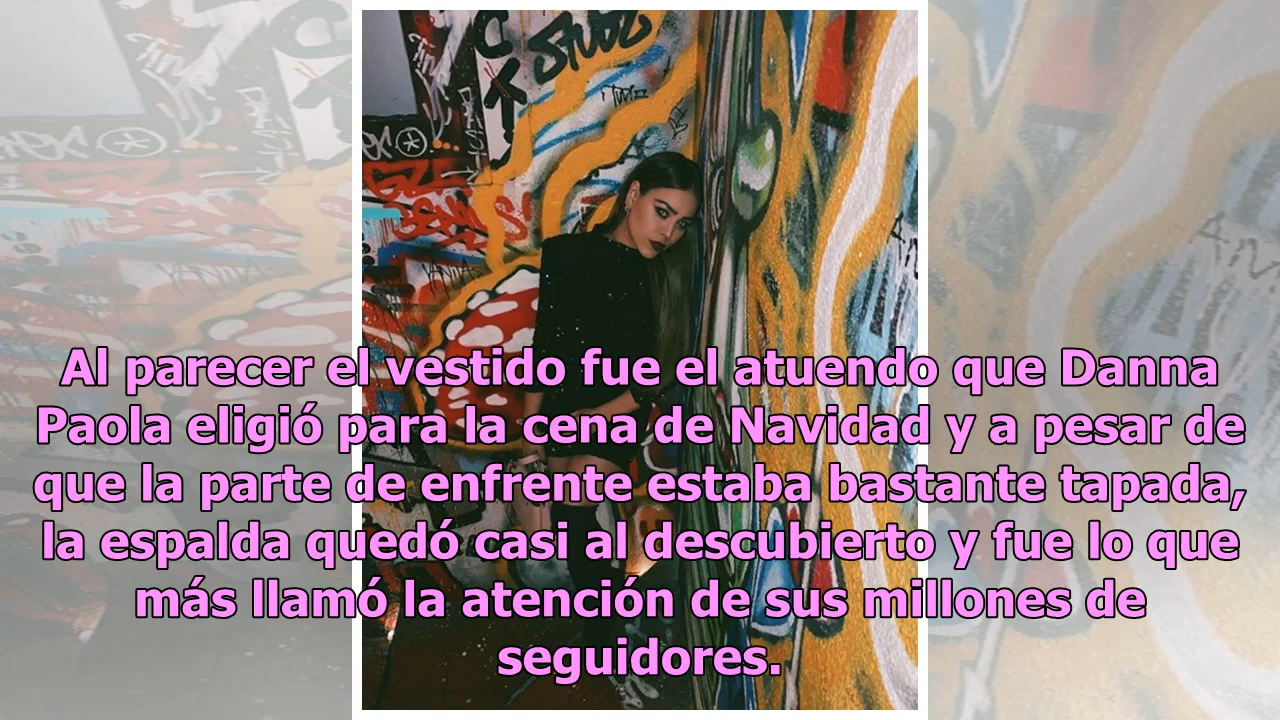 Al parecer el vestido fue el atuendo que Danna
Paola eligió para la cena de Navidad y a pesar de
que la parte de enfrente estaba bastante tapada,
la espalda quedó casi al descubierto y fue lo que
más llamó la atención de sus millones de
seguidores.